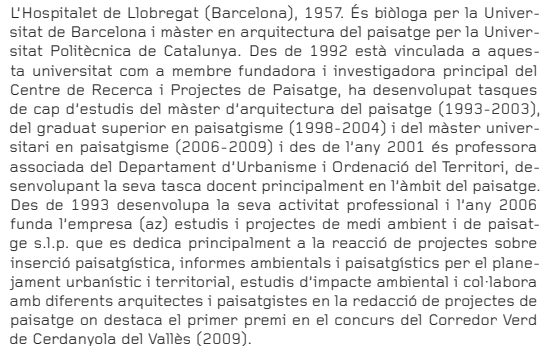 L'Hospitalet de Llobregat (Barcelona), 1957. És biòloga per la Univer-
sitat de Barcelona i màster en arquitectura del paisatge per la Univer-
sitat Politècnica de Catalunya. Des de 1992 està vinculada a aques-
ta universitat com a membre fundadora i investigadora principal del
Centre de Recerca i Projectes de Paisatge, ha desenvolupat tasques
de cap d'estudis del màster d'arquitectura del paisatge (1993-2003),
del graduat superior en paisatgisme (1998-2004) i del màster univer-
sitari en paisatgisme (2006-2009) i des de l'any 2001 és professora
associada del Departament d'Urbanisme i Ordenació del Territori, de-
senvolupant la seva tasca docent principalment en l'àmbit del paisatge.
Des de 1993 desenvolupa la seva activitat professional i l'any 2006
funda l'empresa (az) estudis i projectes de medi ambient i de paisat-
ge s.l.p. que es dedica principalment a la reacció de projectes sobre
inserció paisatgística, informes ambientals i paisatgístics per el plane-
jament urbanístic i territorial, estudis d'impacte ambiental i col·labora
amb diferents arquitectes i paisatgistes en la redacció de projectes de
paisatge on destaca el primer premi en el concurs del Corredor Verd
de Cerdanyola del Vallès (2009).